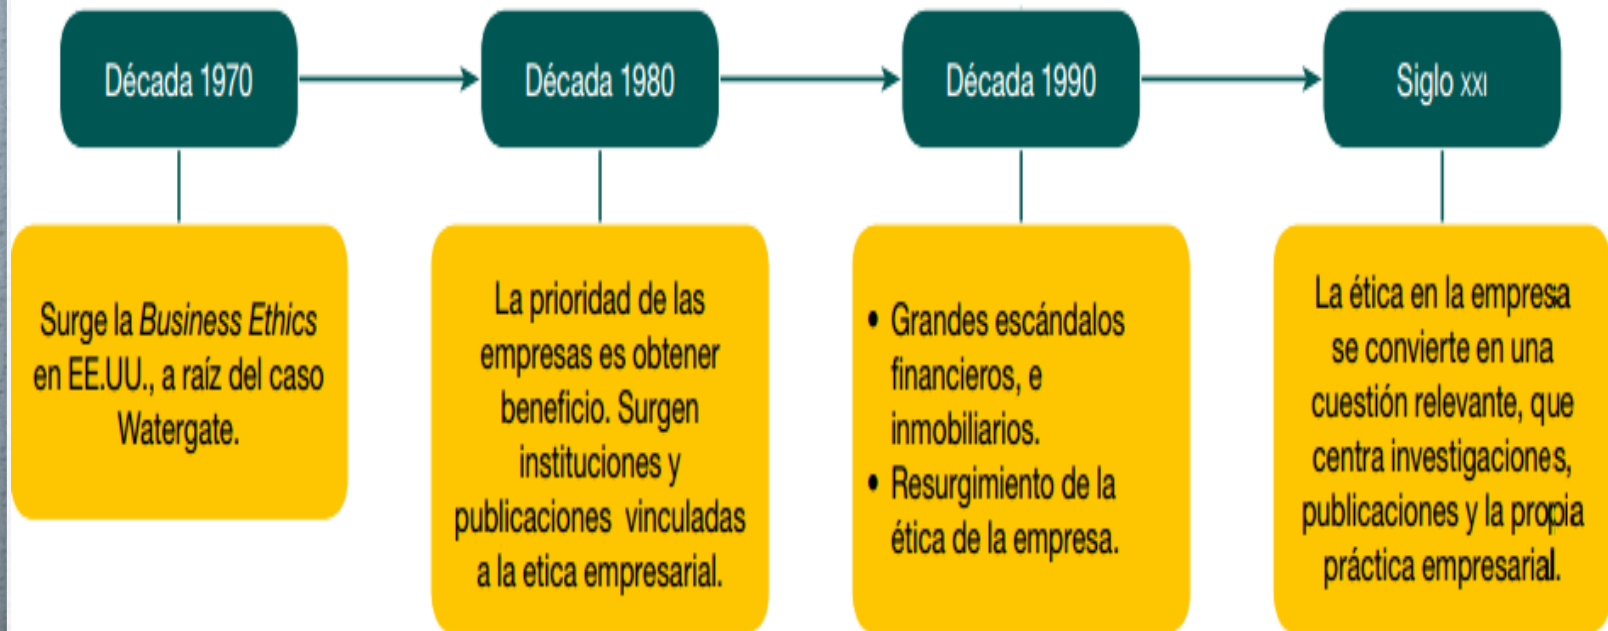 Década 1970
Década 1980
Década 1990
Siglo XXI
Surge la Business Ethics
en EE.UU., a raíz del caso
Watergate.
La prioridad de las
empresas es obtener
beneficio. Surgen
instituciones y
publicaciones vinculadas
a la etica empresarial.
• Grandes escándalos
financieros, e
inmobiliarios.
• Resurgimiento de la
ética de la empresa.
La ética en la empresa
se convierte en una
cuestión relevante, que
centra investigaciones,
publicaciones y la propia
práctica empresarial.